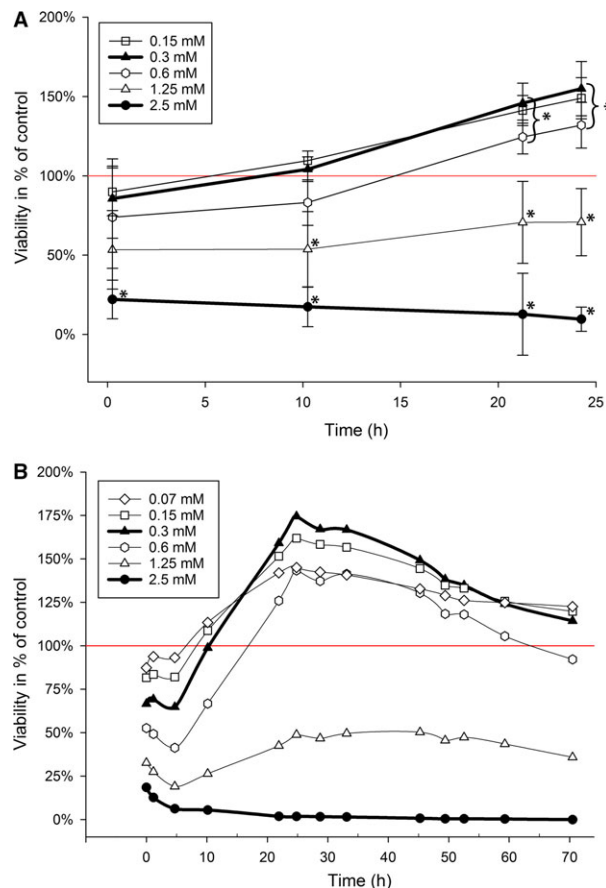 A
200%
150%
100%
50%
0%
Viability in % of control
0.15 mM
0.3 mM
0.6 mM
1.25 mM
2.5 mM
*
*
*
*
*
*
*
*
*
0
5
10
15
20
25
Time (h)
B
200%
175%
150%
125%
100%
75%
50%
25%
0%
Viability in % of control
0.07 mM
0.15 mM
0.3 mM
0.6 mM
1.25 mM
2.5 mM
0
10
20
30
40
50
60
70
Time (h)